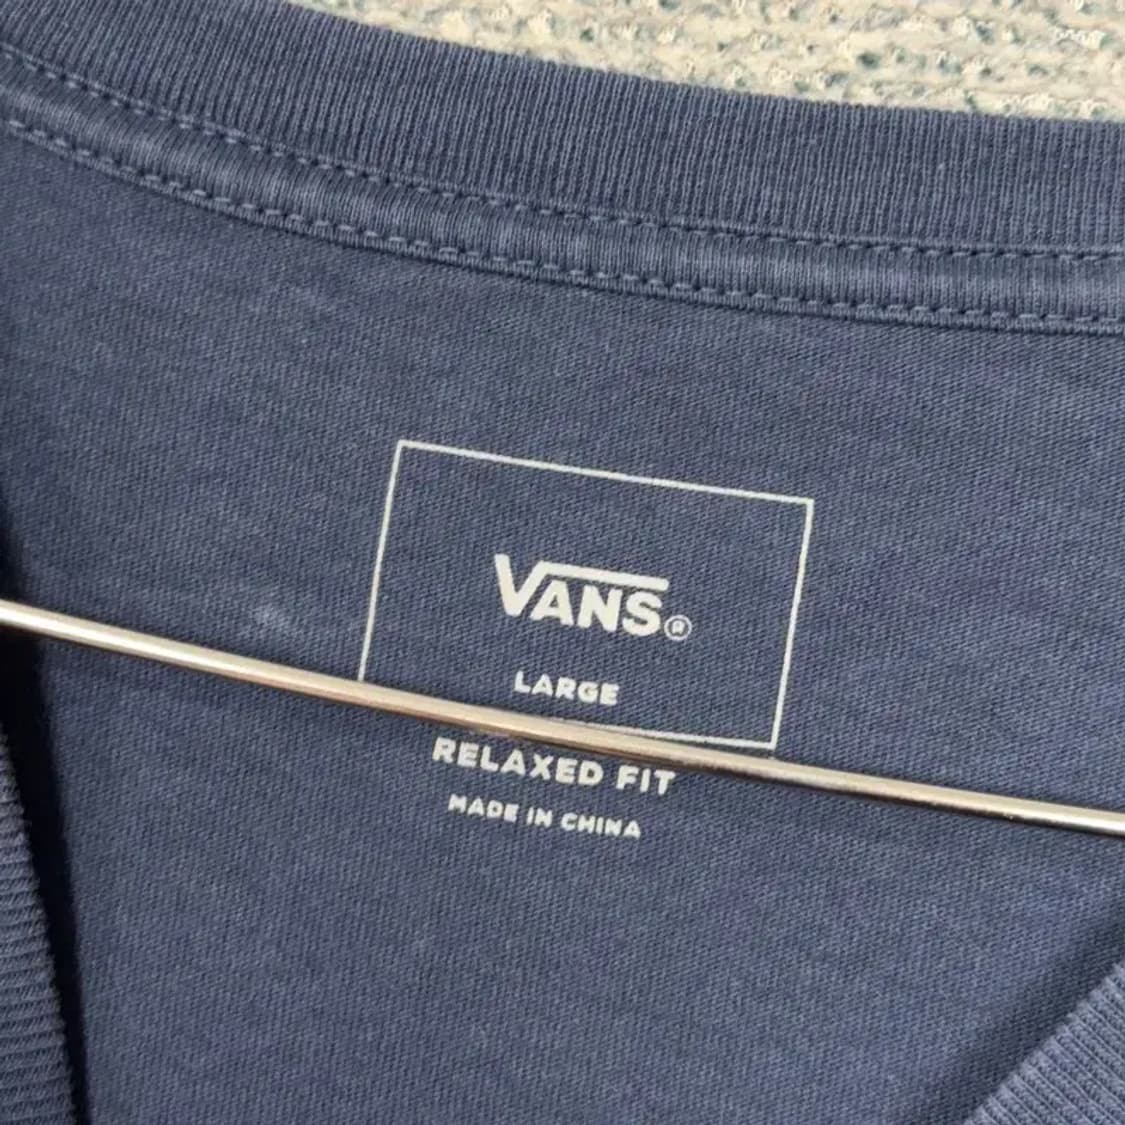 VANS®
LARGE
RELAXED FIT
MADE IN CHINA